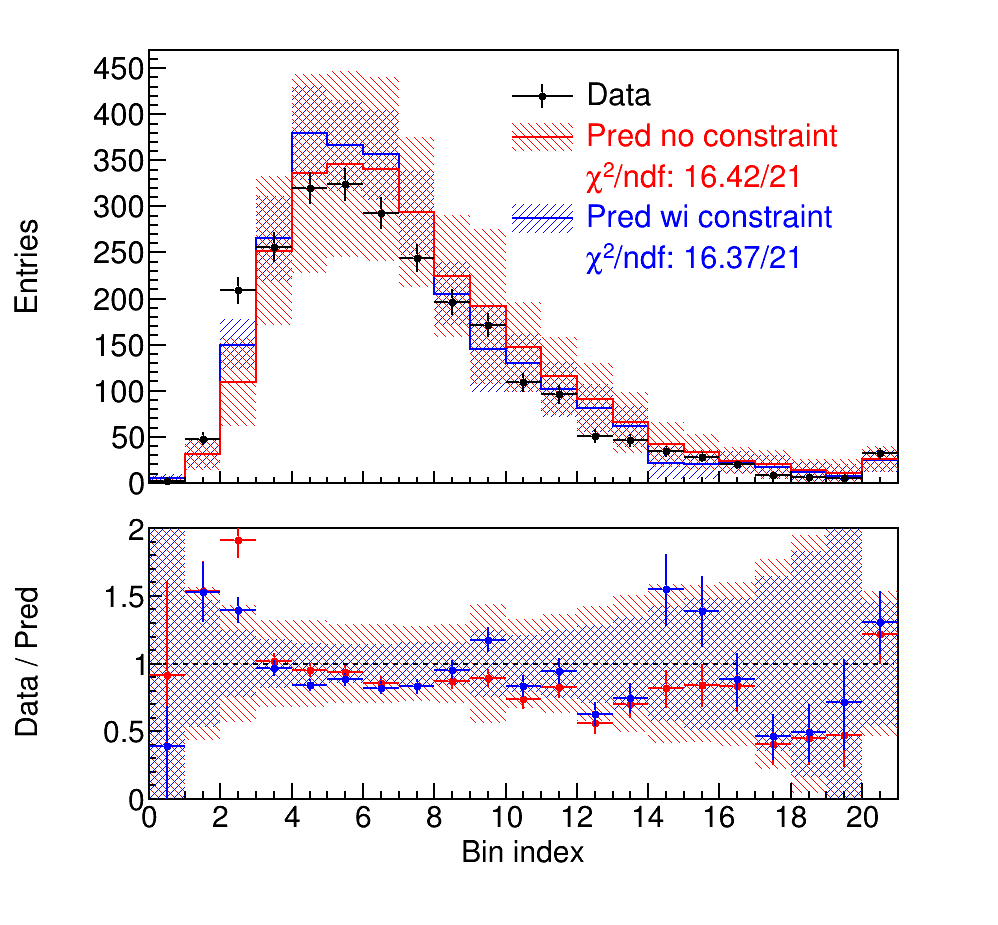 450
400
350
300
250
200
150
100
50
0
Entries
Data
Pred no constraint
χ²/ndf: 16.42/21
Pred wi constraint
χ²/ndf: 16.37/21
2
1.5
1
0.5
0
Data / Pred
0 2 4 6 8 10 12 14 16 18 20
Bin index